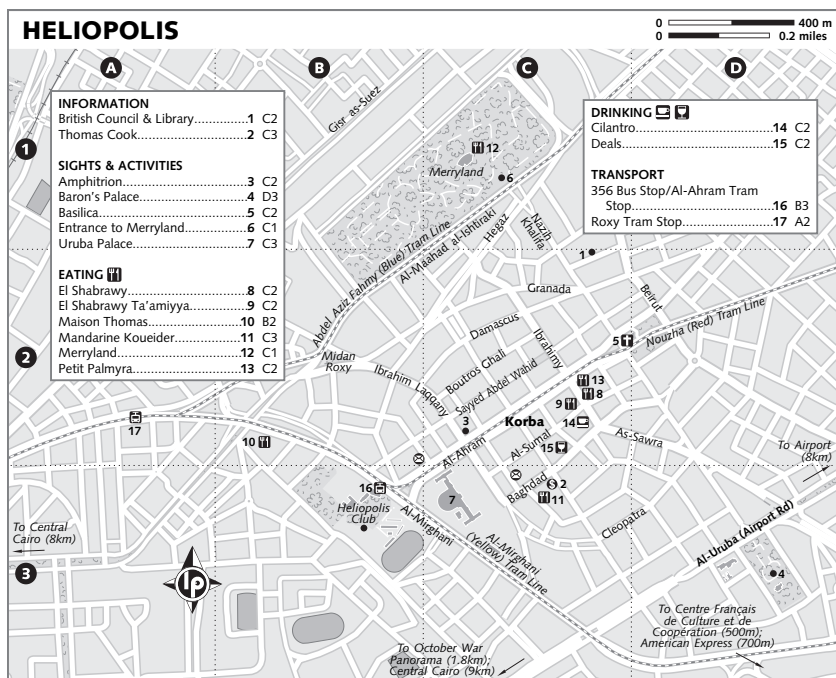 HELIOPOLIS
0 400 m
0 0.2 miles
A
B
C
D
1
2
3
INFORMATION
British Council & Library..............1 C2
Thomas Cook............................2 C3
SIGHTS & ACTIVITIES
Amphitrion..............................3 C2
Baron's Palace..........................4 D3
Basilica.................................5 C2
Entrance to Merryland..................6 C1
Uruba Palace............................7 C3
EATING
El Shabrawy............................8 C2
El Shabrawy Ta'amiyya..................9 C2
Maison Thomas.........................10 B2
Mandarine Koueider....................11 C3
Merryland..............................12 C1
Petit Palmyra..........................13 C2
DRINKING
Cilantro................................14 C2
Deals...................................15 C2
TRANSPORT
356 Bus Stop/Al-Ahram Tram
Stop....................................16 B3
Roxy Tram Stop.........................17 A2
Gisr as-Suez
12
Merryland
6
Abdel Aziz Fahmy (Blue) Tram Line
Al-Maahad al-Ishtiraki
Hegaz
Nazih
Khalifa
1
Granada
Beirut
Nouzha (Red) Tram Line
Damascus
Ibrahimy
5
Midan
Roxy
Ibrahim Laqqany
Boutros Ghali
Sayyed Abdel Wahid
13
8
9
17
10
3
Korba
14
Al-Ahram
Al-Sumal
15
As-Sawra
To Airport
(8km)
16
Heliopolis
Club
7
Baghdad
2
11
Al-Mirghani
Al-Mirghani
(Yellow) Tram Line
Cleopatra
Al-Uruba (Airport Rd)
4
To Central
Cairo (8km)
lp
To October War
Panorama (1.8km);
Central Cairo (9km)
To Centre Français
de Culture et de
Coopération (500m);
American Express (700m)